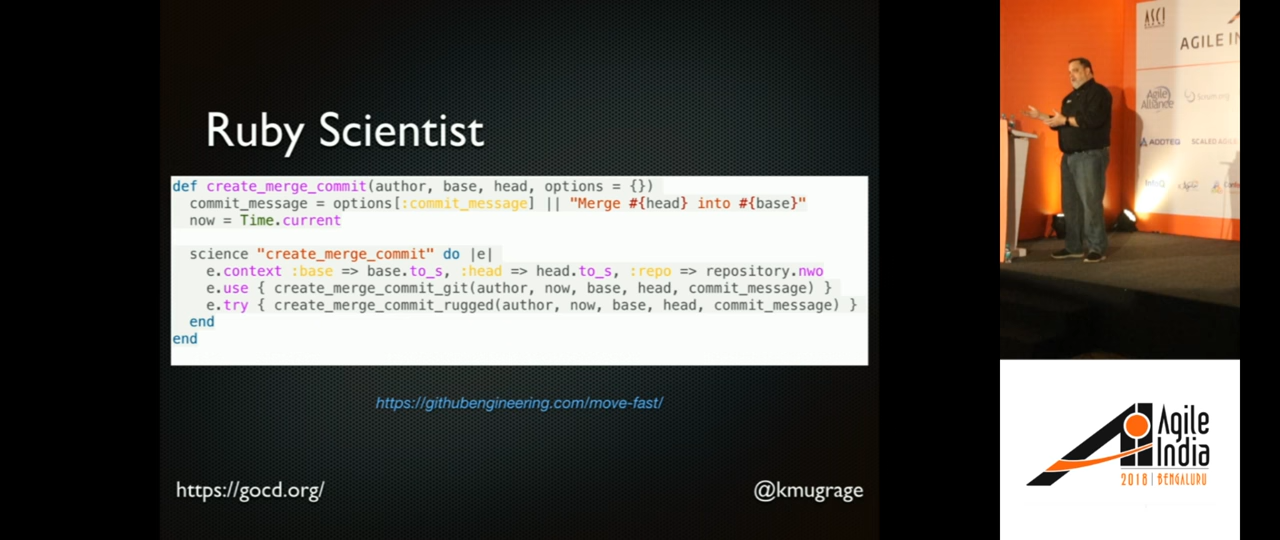 Ruby Scientist
def create_merge_commit(author, base, head, options = {})
  commit_message = options[:commit_message] || "Merge #{head} into #{base}"
  now = Time.current
  science "create_merge_commit" do |e|
    e.context :base => base.to_s, :head => head.to_s, :repo => repository.nwo
    e.use { create_merge_commit_git(author, now, base, head, commit_message) }
    e.try { create_merge_commit_rugged(author, now, base, head, commit_message) }
  end
end
https://githubengineering.com/move-fast/
https://gocd.org/
@kmugrage
ASCI
AGILE IN
Agile
Alliance
ADDTEQ
SCALED AGILE
Agile
India
2018 | BENGALURU